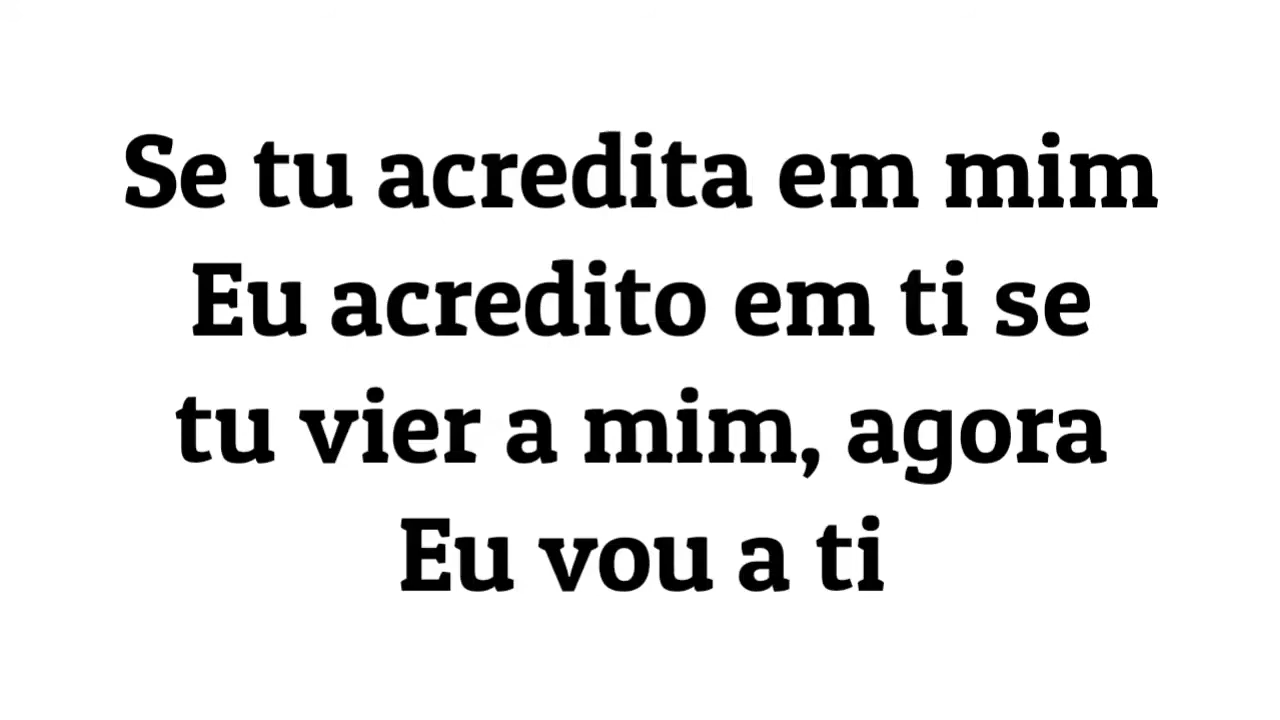 Se tu acredita em mim
Eu acredito em ti se
tu vier a mim, agora
Eu vou a ti